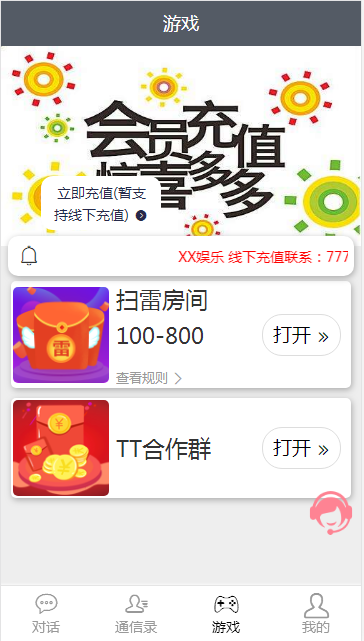 游戏
会员充值
惊喜多多
立即充值(暂支
持线下充值)
XX娱乐 线下充值联系：777
扫雷房间
100-800
打开 »
雷
查看规则
TT合作群
打开 »
对话
通信录
游戏
我的